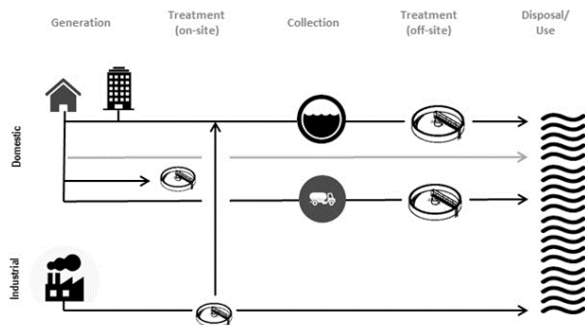 Generation
Treatment
(on-site)
Collection
Treatment
(off-site)
Disposal/
Use
Domestic
Industrial